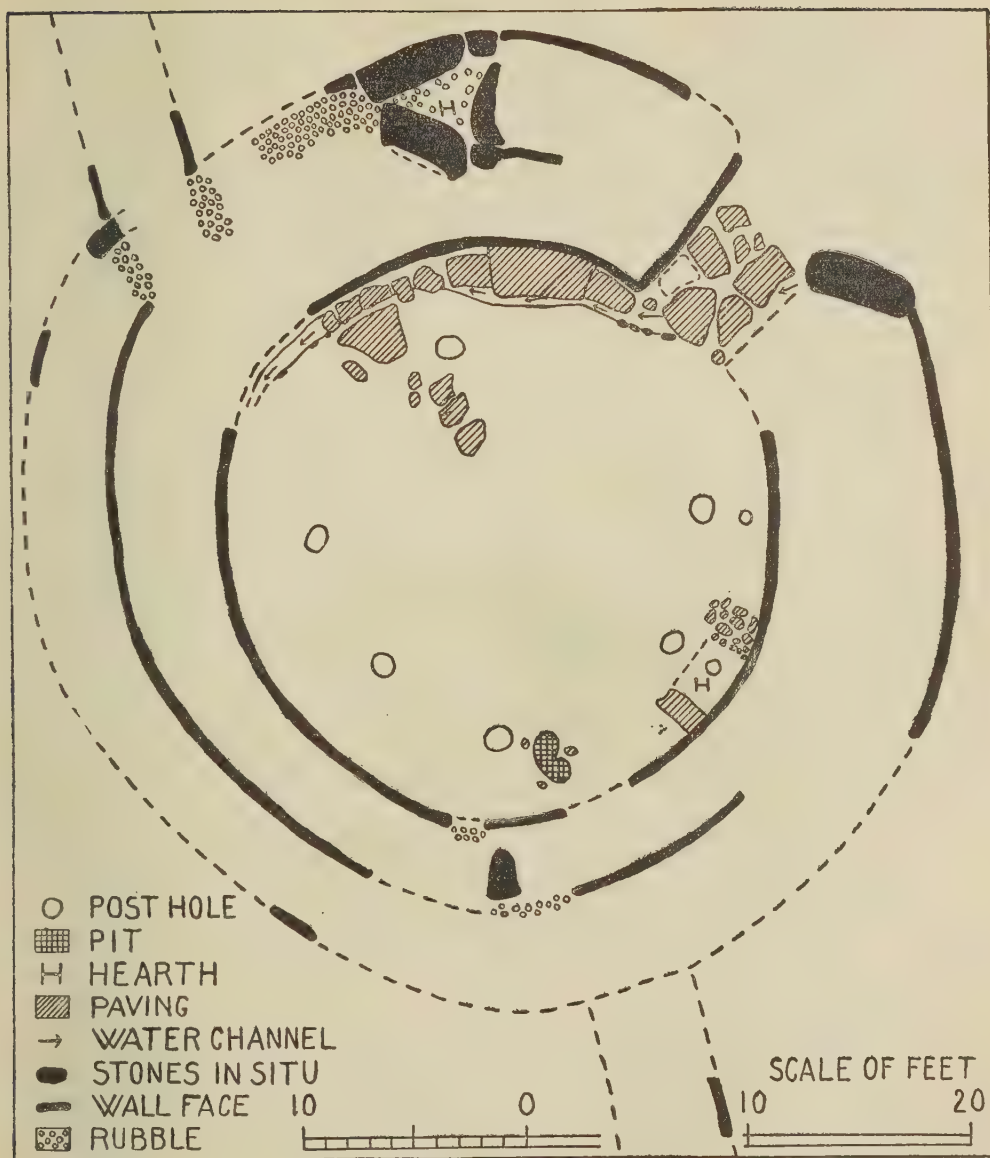 H
H
POST HOLE
PIT
H HEARTH
PAVING
WATER CHANNEL
STONES IN SITU
WALL FACE
RUBBLE
SCALE OF FEET
10 0 10 20